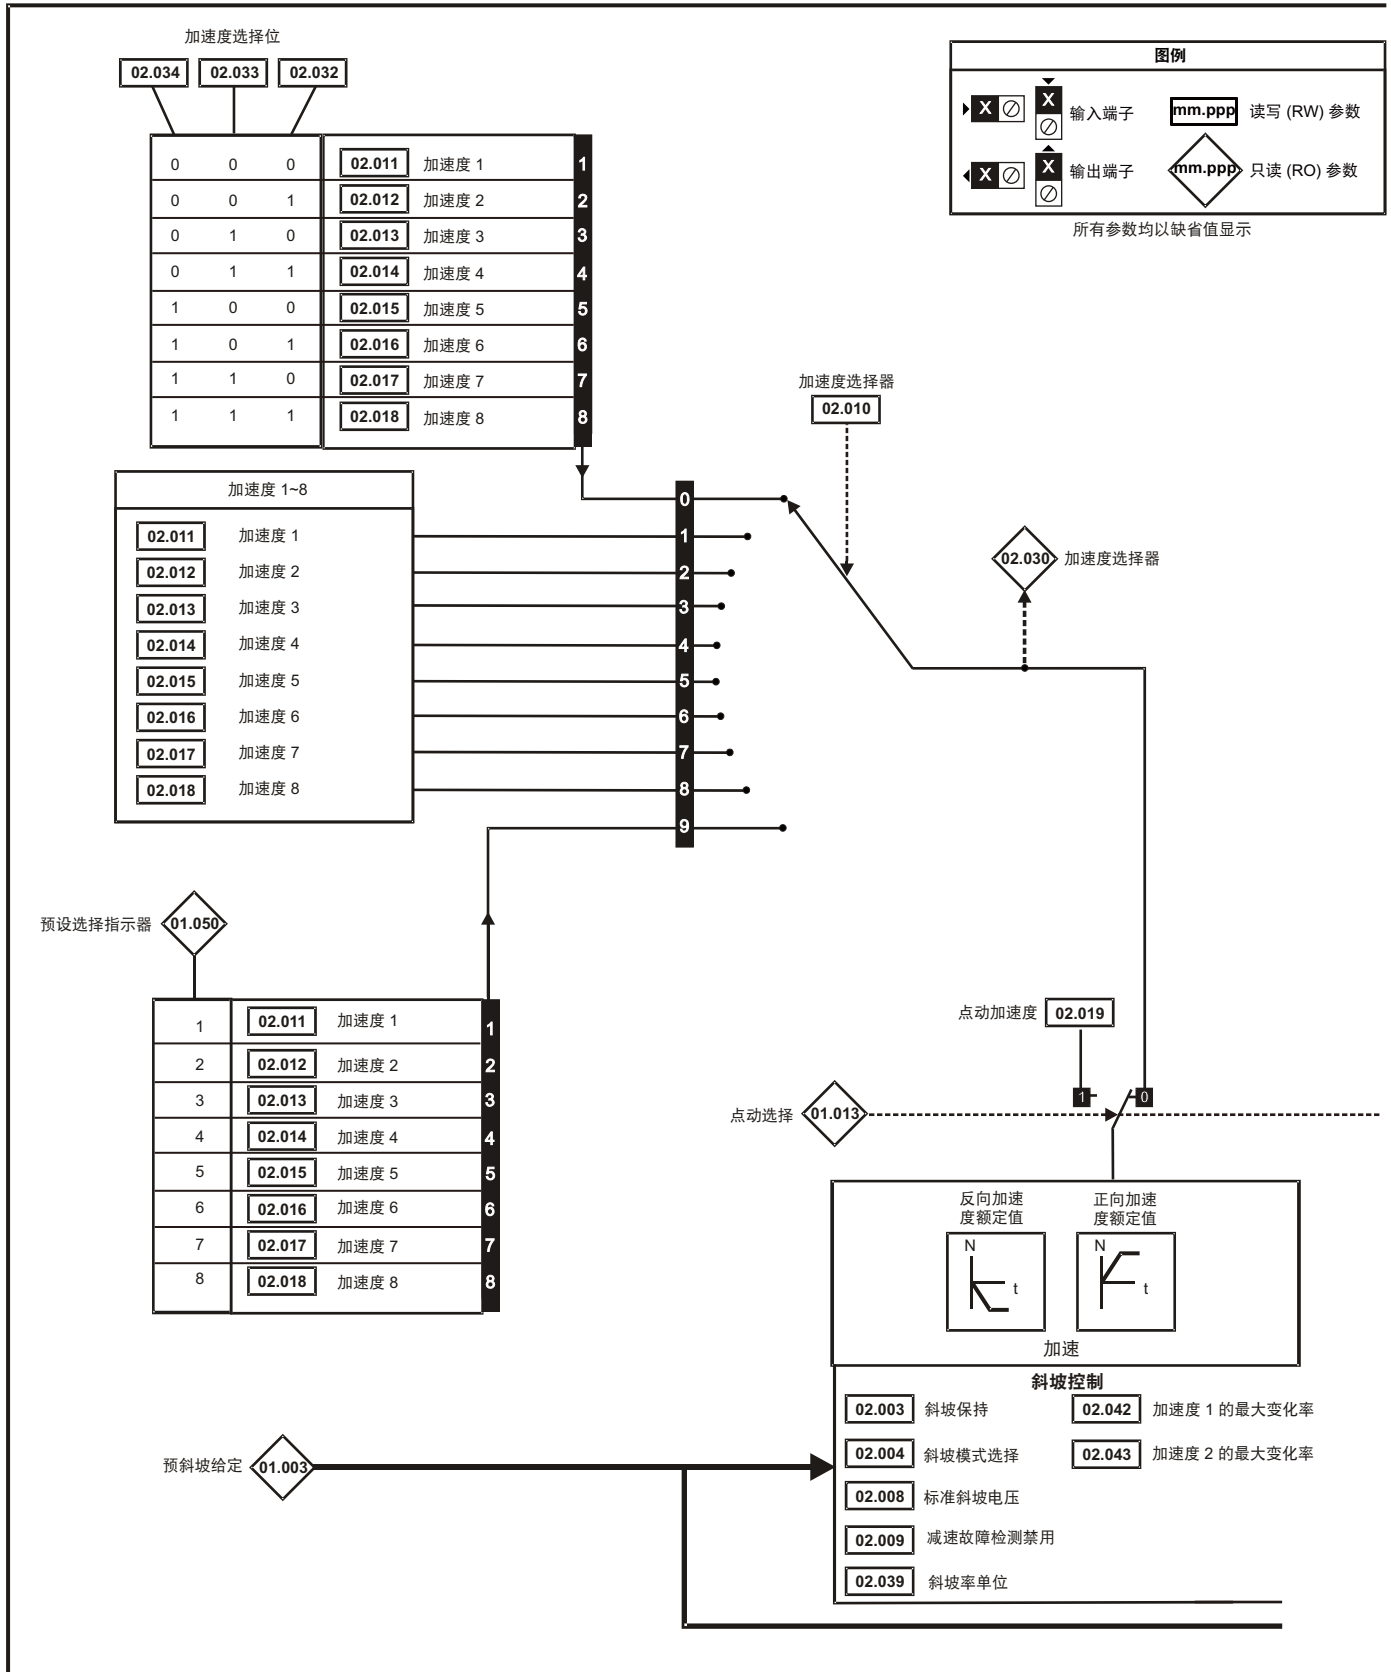 加速度选择位
02.034 02.033 02.032
0 0 0 02.011 加速度 1 1
0 0 1 02.012 加速度 2 2
0 1 0 02.013 加速度 3 3
0 1 1 02.014 加速度 4 4
1 0 0 02.015 加速度 5 5
1 0 1 02.016 加速度 6 6
1 1 0 02.017 加速度 7 7
1 1 1 02.018 加速度 8 8
图例
X X 输入端子 mm.ppp 读写 (RW) 参数
X X 输出端子 mm.ppp 只读 (RO) 参数
所有参数均以缺省值显示
加速度选择器
02.010
加速度 1~8
02.011 加速度 1
02.012 加速度 2
02.013 加速度 3
02.014 加速度 4
02.015 加速度 5
02.016 加速度 6
02.017 加速度 7
02.018 加速度 8
0
1
2
3
4
5
6
7
8
9
02.030 加速度选择器
预设选择指示器 01.050
1 02.011 加速度 1 1
2 02.012 加速度 2 2
3 02.013 加速度 3 3
4 02.014 加速度 4 4
5 02.015 加速度 5 5
6 02.016 加速度 6 6
7 02.017 加速度 7 7
8 02.018 加速度 8 8
点动加速度 02.019
1 0
点动选择 01.013
反向加速
度额定值
N
t
正向加速
度额定值
N
t
加速
斜坡控制
02.003 斜坡保持
02.042 加速度 1 的最大变化率
02.004 斜坡模式选择
02.043 加速度 2 的最大变化率
02.008 标准斜坡电压
02.009 减速故障检测禁用
02.039 斜坡率单位
预斜坡给定 01.003